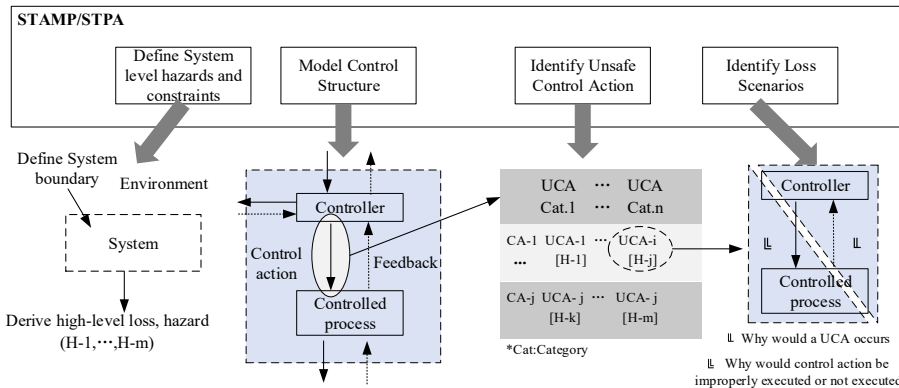 STAMP/STPA
Define System
level hazards and
constraints
Model Control
Structure
Identify Unsafe
Control Action
Identify Loss
Scenarios
Define System
boundary
Environment
System
Derive high-level loss, hazard
(H-1,⋯,H-m)
Controller
Control
action
Feedback
Controlled
process
UCA ⋯ UCA
Cat.1 ⋯ Cat.n
CA-1 UCA-1 ⋯ UCA-i
⋯ [H-1] [H-j]
CA-j UCA- j ⋯ UCA- j
[H-k] [H-m]
*Cat:Category
Controller
Controlled
process
Why would a UCA occurs
Why would control action be
improperly executed or not executed